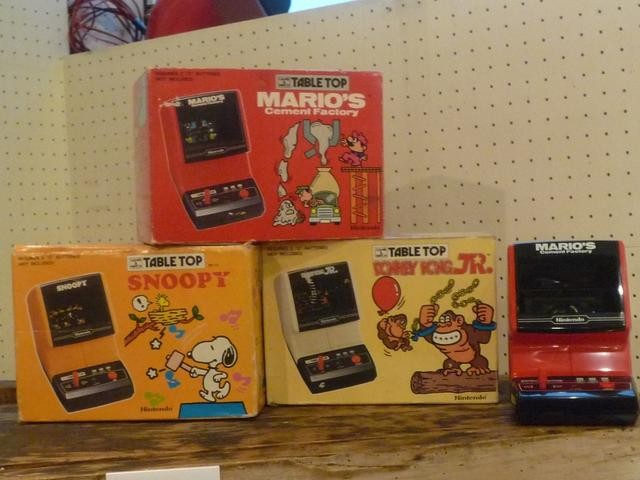 TABLE TOP
MARIO'S
Cement Factory
MARIO'S
Nintendo
TABLE TOP
SNOOPY
SNOOPY
Nintendo
TABLE TOP
DONKEY KONG JR.
JR.
Nintendo
MARIO'S
Cement Factory
Nintendo